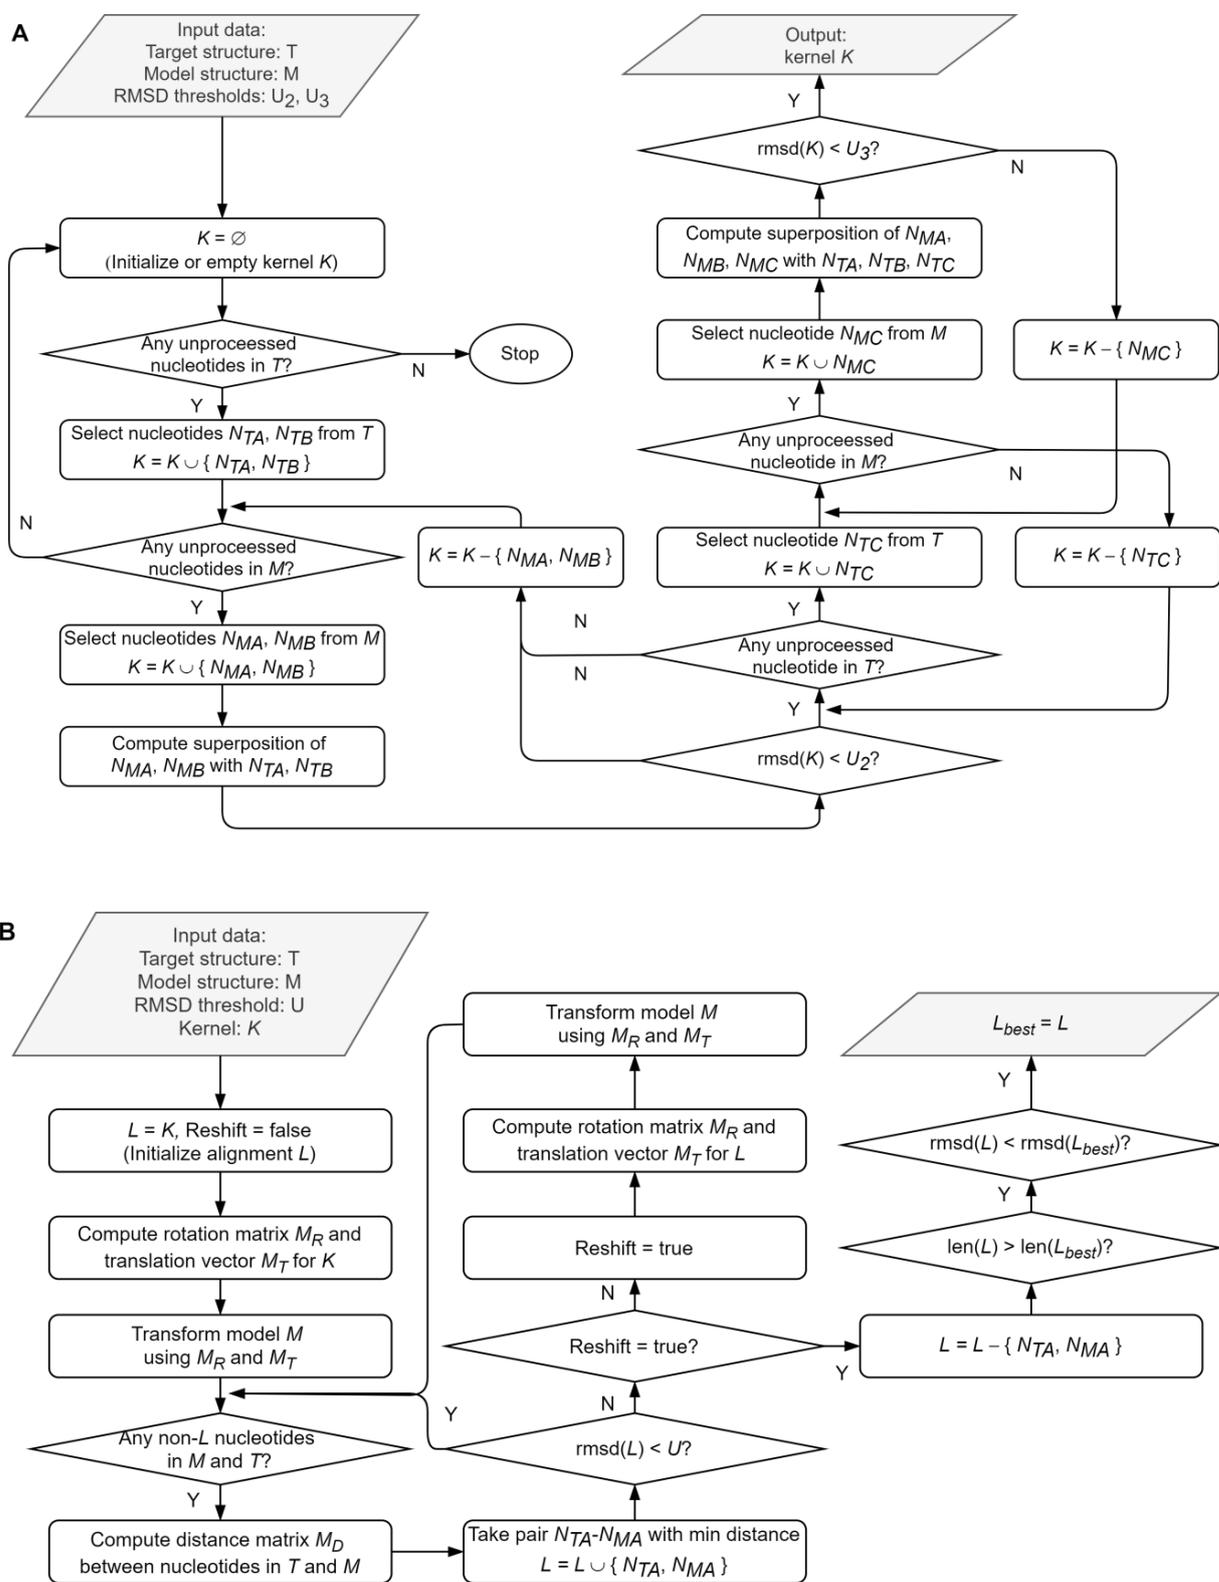 A
Input data:
Target structure: T
Model structure: M
RMSD thresholds: U2, U3
K = ∅
(Initialize or empty kernel K)
Any unproceessed
nucleotides in T?
N
Stop
Y
Select nucleotides NTA, NTB from T
K = K ∪ { NTA, NTB }
N
Any unproceessed
nucleotides in M?
Y
Select nucleotides NMA, NMB from M
K = K ∪ { NMA, NMB }
Compute superposition of
NMA, NMB with NTA, NTB
K = K – { NMA, NMB }
N
N
Output:
kernel K
Y
rmsd(K) < U3?
N
Compute superposition of NMA,
NMB, NMC with NTA, NTB, NTC
Select nucleotide NMC from M
K = K ∪ NMC
K = K – { NMC }
Y
Any unproceessed
nucleotide in M?
N
Select nucleotide NTC from T
K = K ∪ NTC
K = K – { NTC }
Y
Any unproceessed
nucleotide in T?
Y
rmsd(K) < U2?
B
Input data:
Target structure: T
Model structure: M
RMSD threshold: U
Kernel: K
L = K, Reshift = false
(Initialize alignment L)
Compute rotation matrix MR and
translation vector MT for K
Transform model M
using MR and MT
Any non-L nucleotides
in M and T?
Y
Compute distance matrix MD
between nucleotides in T and M
Transform model M
using MR and MT
Compute rotation matrix MR and
translation vector MT for L
Reshift = true
N
Reshift = true?
Y
N
Y
rmsd(L) < U?
Take pair NTA-NMA with min distance
L = L ∪ { NTA, NMA }
Lbest = L
Y
rmsd(L) < rmsd(Lbest)?
Y
len(L) > len(Lbest)?
L = L – { NTA, NMA }